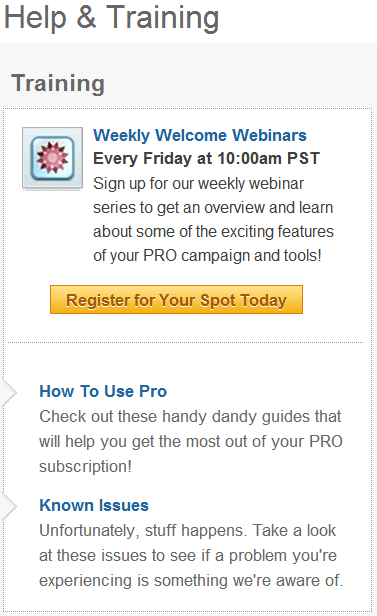 Help & Training
Training
Weekly Welcome Webinars
Every Friday at 10:00am PST
Sign up for our weekly webinar
series to get an overview and learn
about some of the exciting features
of your PRO campaign and tools!
Register for Your Spot Today
How To Use Pro
Check out these handy dandy guides that
will help you get the most out of your PRO
subscription!
Known Issues
Unfortunately, stuff happens. Take a look
at these issues to see if a problem you're
experiencing is something we're aware of.